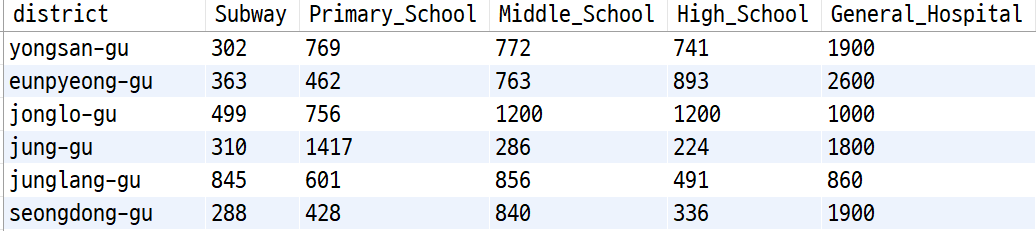 district Subway Primary_School Middle_School High_School General_Hospital
yongsan-gu 302 769 772 741 1900
eunpyeong-gu 363 462 763 893 2600
jonglo-gu 499 756 1200 1200 1000
jung-gu 310 1417 286 224 1800
junglang-gu 845 601 856 491 860
seongdong-gu 288 428 840 336 1900